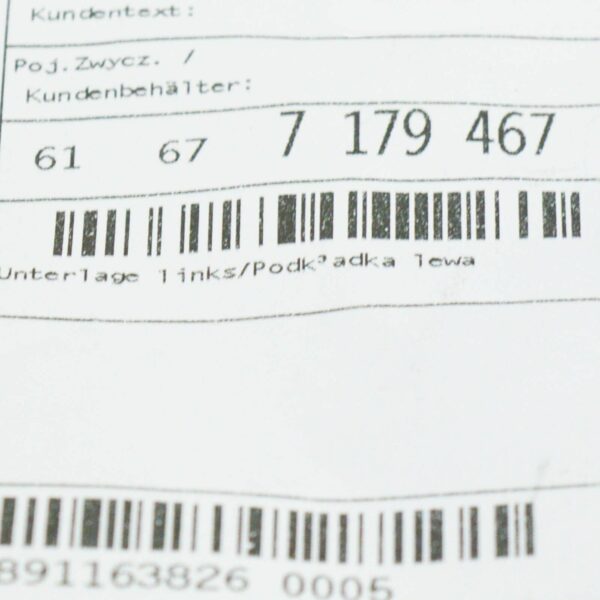 Kundentext:
Poj.Zwycz. /
Kundenbehälter:
61 67 7 179 467
Unterlage links/Podk³adka lewa
891163826 0005